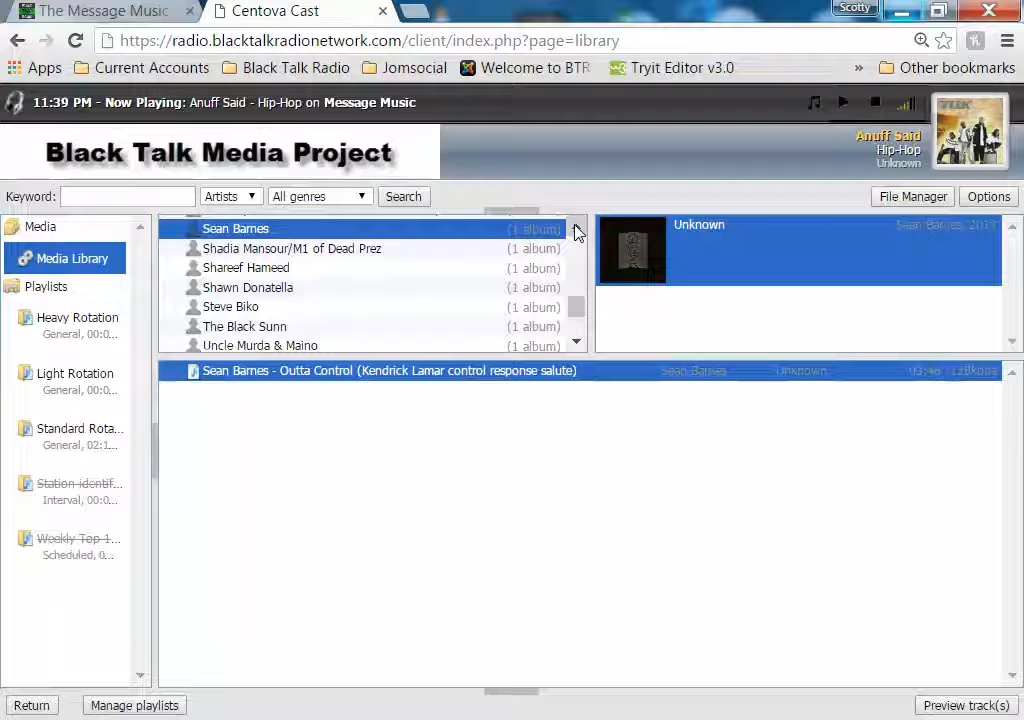 The Message Music
Centova Cast
Scotty
https://radio.blacktalkradionetwork.com/client/index.php?page=library
Apps
Current Accounts
Black Talk Radio
Jomsocial
Welcome to BTR
Tryit Editor v3.0
»
Other bookmarks
11:39 PM - Now Playing: Anuff Said - Hip-Hop on Message Music
Black Talk Media Project
Anuff Said
Hip-Hop
Unknown
Keyword:
Artists
All genres
Search
File Manager
Options
Media
Media Library
Playlists
Heavy Rotation
General, 00:0...
Light Rotation
General, 00:0...
Standard Rota...
General, 02:1...
Station identif...
Interval, 00:0...
Weekly Top 1...
Scheduled, 0...
Sean Barnes (1 album)
Shadia Mansour/M1 of Dead Prez (1 album)
Shareef Hameed (1 album)
Shawn Donatella (1 album)
Steve Biko (1 album)
The Black Sunn (1 album)
Uncle Murda & Maino (1 album)
Unknown
Sean Barnes,
Sean Barnes - Outta Control (Kendrick Lamar control response salute) Sean Barnes Unknown 03:46 128kbps
Return
Manage playlists
Preview track(s)